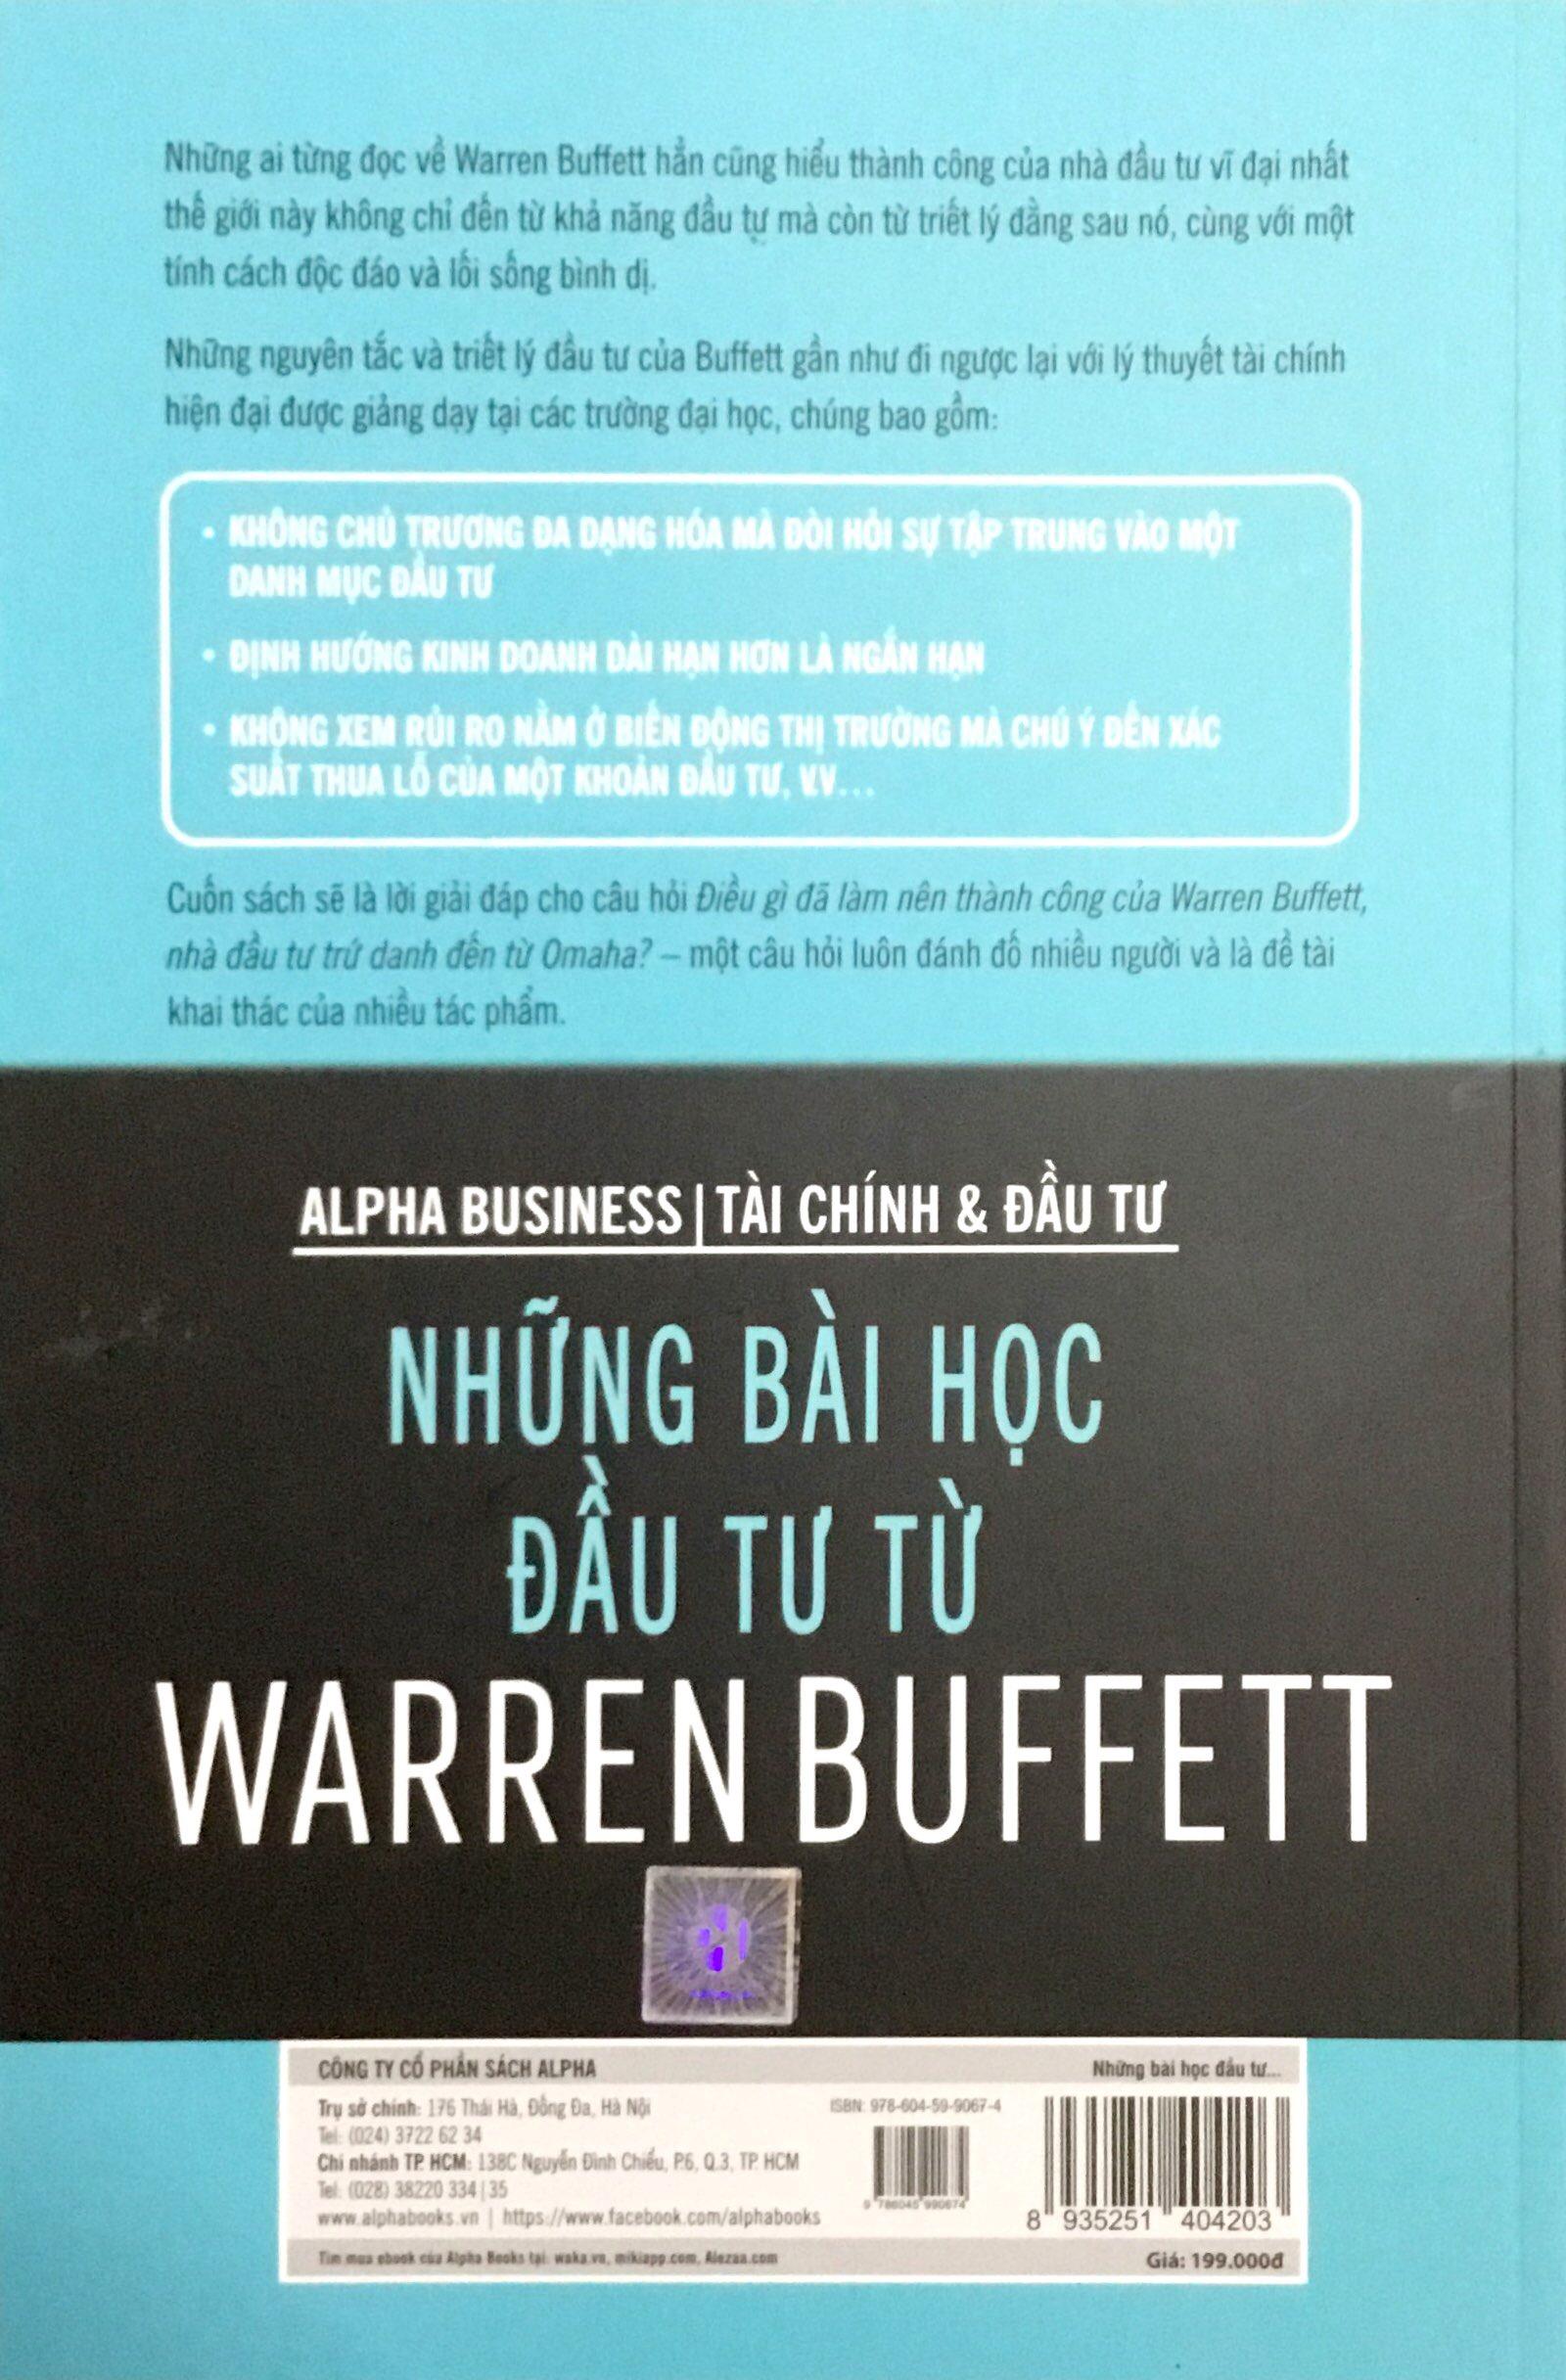 Những ai từng đọc về Warren Buffett hẳn cũng hiểu thành công của nhà đầu tư vĩ đại nhất
thế giới này không chỉ đến từ khả năng đầu tư mà còn từ triết lý đằng sau nó, cùng với một
tính cách độc đáo và lối sống bình dị.
Những nguyên tắc và triết lý đầu tư của Buffett gần như đi ngược lại với lý thuyết tài chính
hiện đại được giảng dạy tại các trường đại học, chúng bao gồm:
• KHÔNG CHỦ TRƯƠNG ĐA DẠNG HÓA MÀ ĐÒI HỎI SỰ TẬP TRUNG VÀO MỘT
DANH MỤC ĐẦU TƯ
• ĐỊNH HƯỚNG KINH DOANH DÀI HẠN HƠN LÀ NGẮN HẠN
• KHÔNG XEM RỦI RO NẰM Ở BIẾN ĐỘNG THỊ TRƯỜNG MÀ CHÚ Ý ĐẾN XÁC
SUẤT THUA LỖ CỦA MỘT KHOẢN ĐẦU TƯ, V.V...
Cuốn sách sẽ là lời giải đáp cho câu hỏi Điều gì đã làm nên thành công của Warren Buffett,
nhà đầu tư trứ danh đến từ Omaha? – một câu hỏi luôn đánh đố nhiều người và là đề tài
khai thác của nhiều tác phẩm.
ALPHA BUSINESS | TÀI CHÍNH & ĐẦU TƯ
NHỮNG BÀI HỌC
ĐẦU TƯ TỪ
WARREN BUFFETT
CÔNG TY CỔ PHẦN SÁCH ALPHA
Những bài học đầu tư...
Trụ sở chính: 176 Thái Hà, Đống Đa, Hà Nội
Tel: (024) 3722 62 34
Chi nhánh TP. HCM: 138C Nguyễn Đình Chiểu, P.6, Q.3, TP. HCM
Tel: (028) 38220 334 | 35
www.alphabooks.vn | https://www.facebook.com/alphabooks
Tìm mua ebook của Alpha Books tại: waka.vn, mikiapp.com, Alezaa.com
ISBN: 978-604-59-9067-4
9 786045 990674
8 935251 404203
Giá: 199.000đ